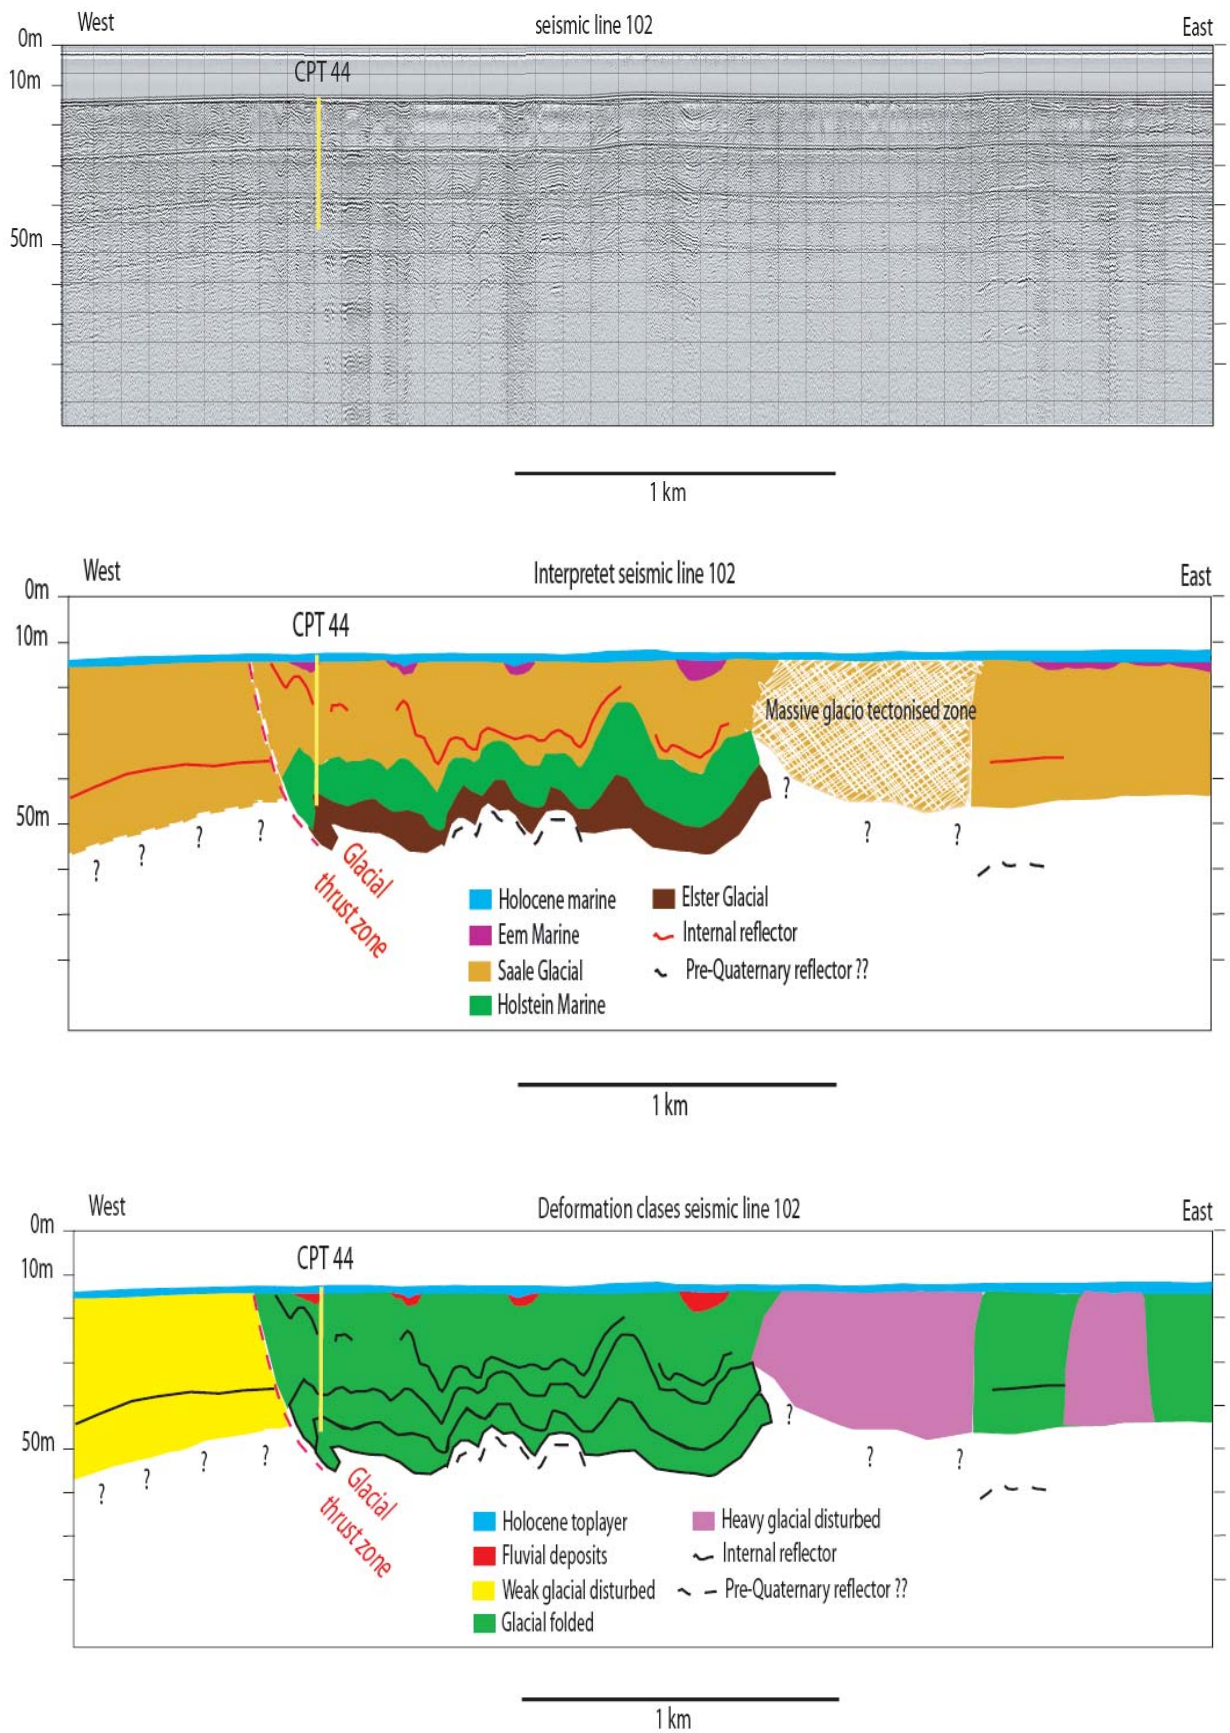 West seismic line 102 East
0m
CPT 44
10m
50m
1 km
West Interpretet seismic line 102 East
0m
CPT 44
10m
Massive glacio tectonised zone
50m
?
? ? ? ? ? ?
Glacial
thrust zone
Holocene marine
Eem Marine
Saale Glacial
Holstein Marine
Elster Glacial
Internal reflector
Pre-Quaternary reflector ??
1 km
West Deformation clases seismic line 102 East
0m
CPT 44
10m
50m
?
? ? ? ? ? ?
Glacial
thrust zone
Holocene toplayer
Fluvial deposits
Weak glacial disturbed
Glacial folded
Heavy glacial disturbed
Internal reflector
Pre-Quaternary reflector ??
1 km